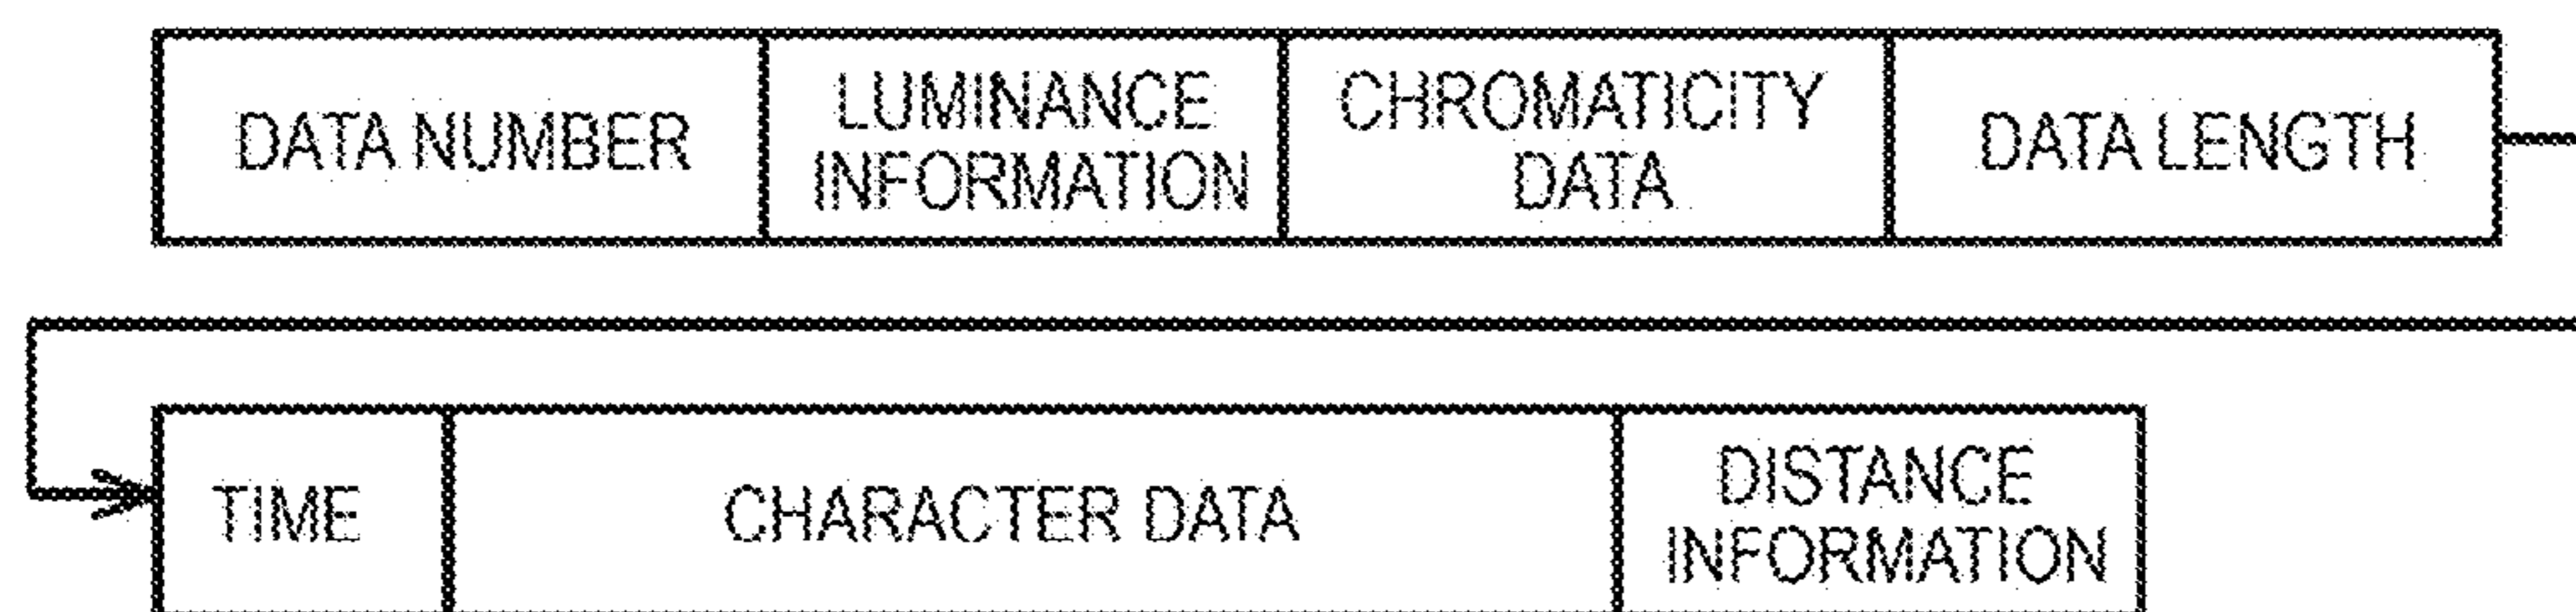 DATA NUMBER
LUMINANCE
INFORMATION
CHROMATICITY
DATA
DATA LENGTH
TIME
CHARACTER DATA
DISTANCE
INFORMATION